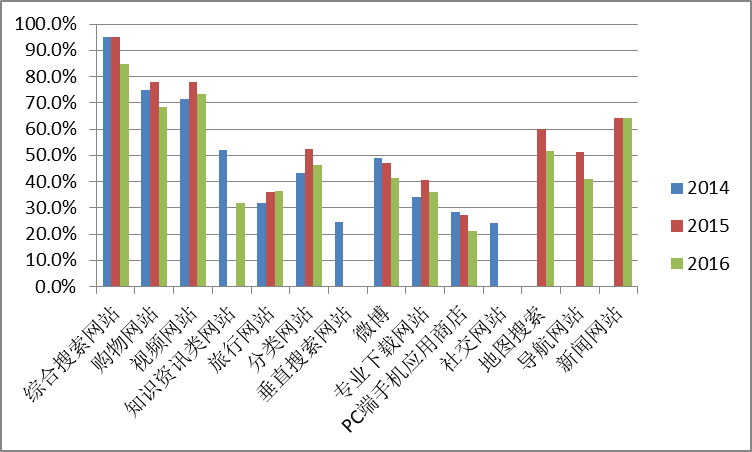 100.0%
90.0%
80.0%
70.0%
60.0%
50.0%
40.0%
30.0%
20.0%
10.0%
0.0%
综合搜索网站
购物网站
视频网站
知识资讯类网站
旅行网站
分类网站
垂直搜索网站
微博
专业下载网站
PC端手机应用商店
社交网站
地图搜索
导航网站
新闻网站
2014
2015
2016